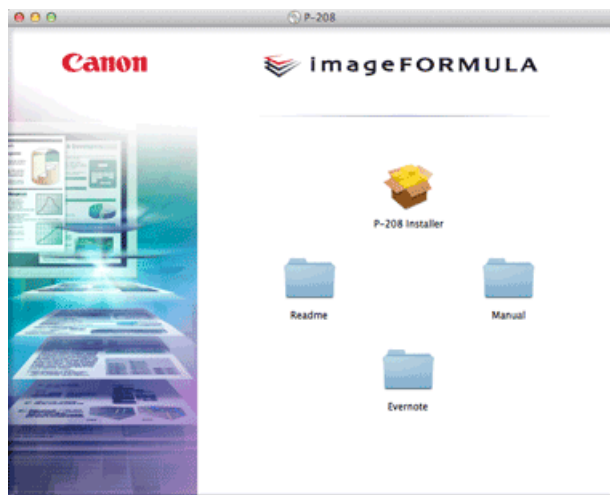 P-208
Canon
imageFORMULA
P-208 Installer
Readme
Manual
Evernote